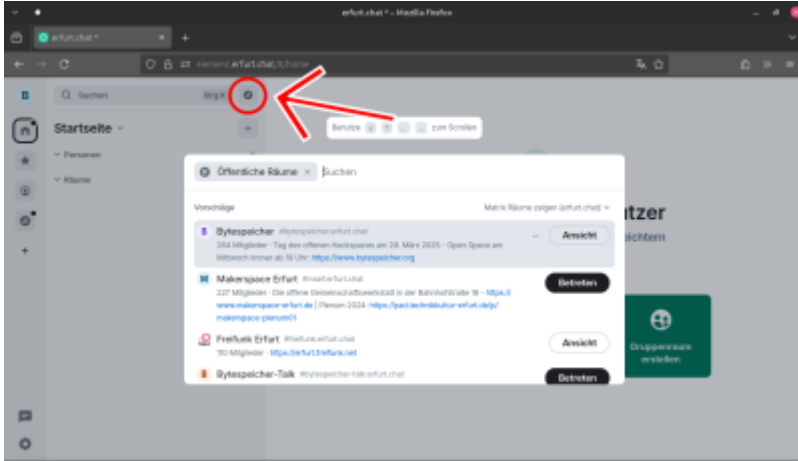 erfurt.chat * – Mozilla Firefox
erfurt.chat *
element.erfurt.chat/#/home
Suchen
Strg K
Startseite
Personen
Räume
Benutze
zum Scrollen
Öffentliche Räume ×
Suchen
Vorschläge
Matrix Räume zeigen (erfurt.chat)
Bytespeicher #bytespeicher:erfurt.chat
264 Mitglieder · Tag des offenen Hackspaces am 29. März 2025 - Open Space am
Mittwoch immer ab 19 Uhr: https://www.bytespeicher.org
Ansicht
Makerspace Erfurt
227 Mitglieder · Die offene Gemeinschaftswerkstatt in der Bahnhofstraße 16 - https://
www.makerspace-erfurt.de | Plenum 2024: https://pad.technikkultur-erfurt.de/p/
makerspace-plenum01
Betreten
Freifunk Erfurt #freifunk:erfurt.chat
110 Mitglieder · https://erfurt.freifunk.net
Ansicht
Bytespeicher-Talk #bytespeicher-talk:erfurt.chat
Betreten
tzer
eichtern
Gruppenraum
erstellen